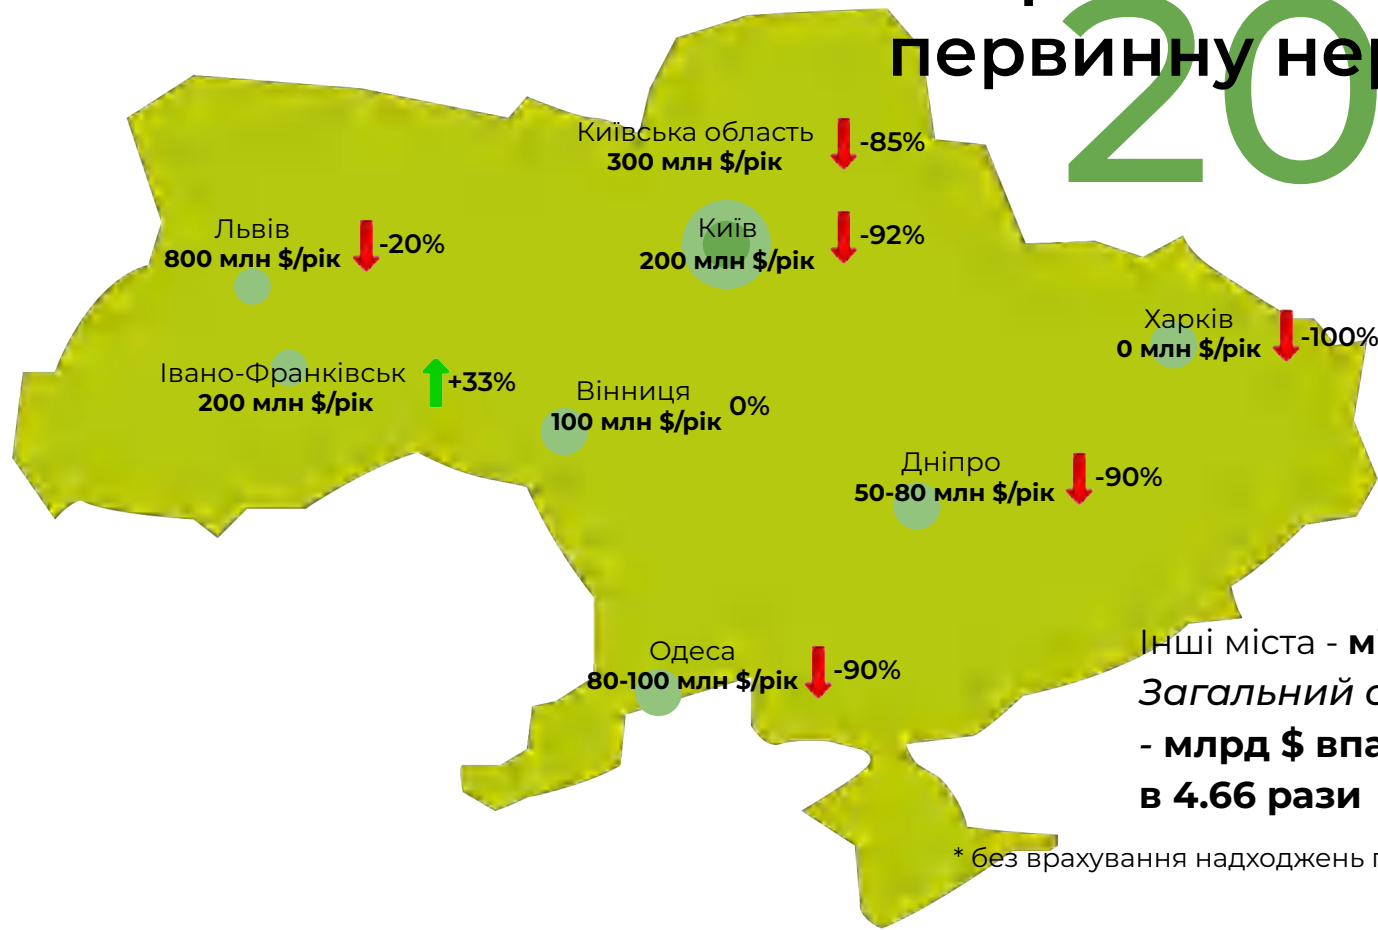 первинну
20
Київська область
300 млн $/рік
-85%
Львів
800 млн $/рік
-20%
Київ
200 млн $/рік
-92%
Харків
0 млн $/рік
-100%
Івано-Франківськ
200 млн $/рік
+33%
Вінниця
100 млн $/рік
0%
Дніпро
50-80 млн $/рік
-90%
Одеса
80-100 млн $/рік
-90%
Інші міста -
Загальний
- млрд $
в 4.66 рази
* без врахування надходжень